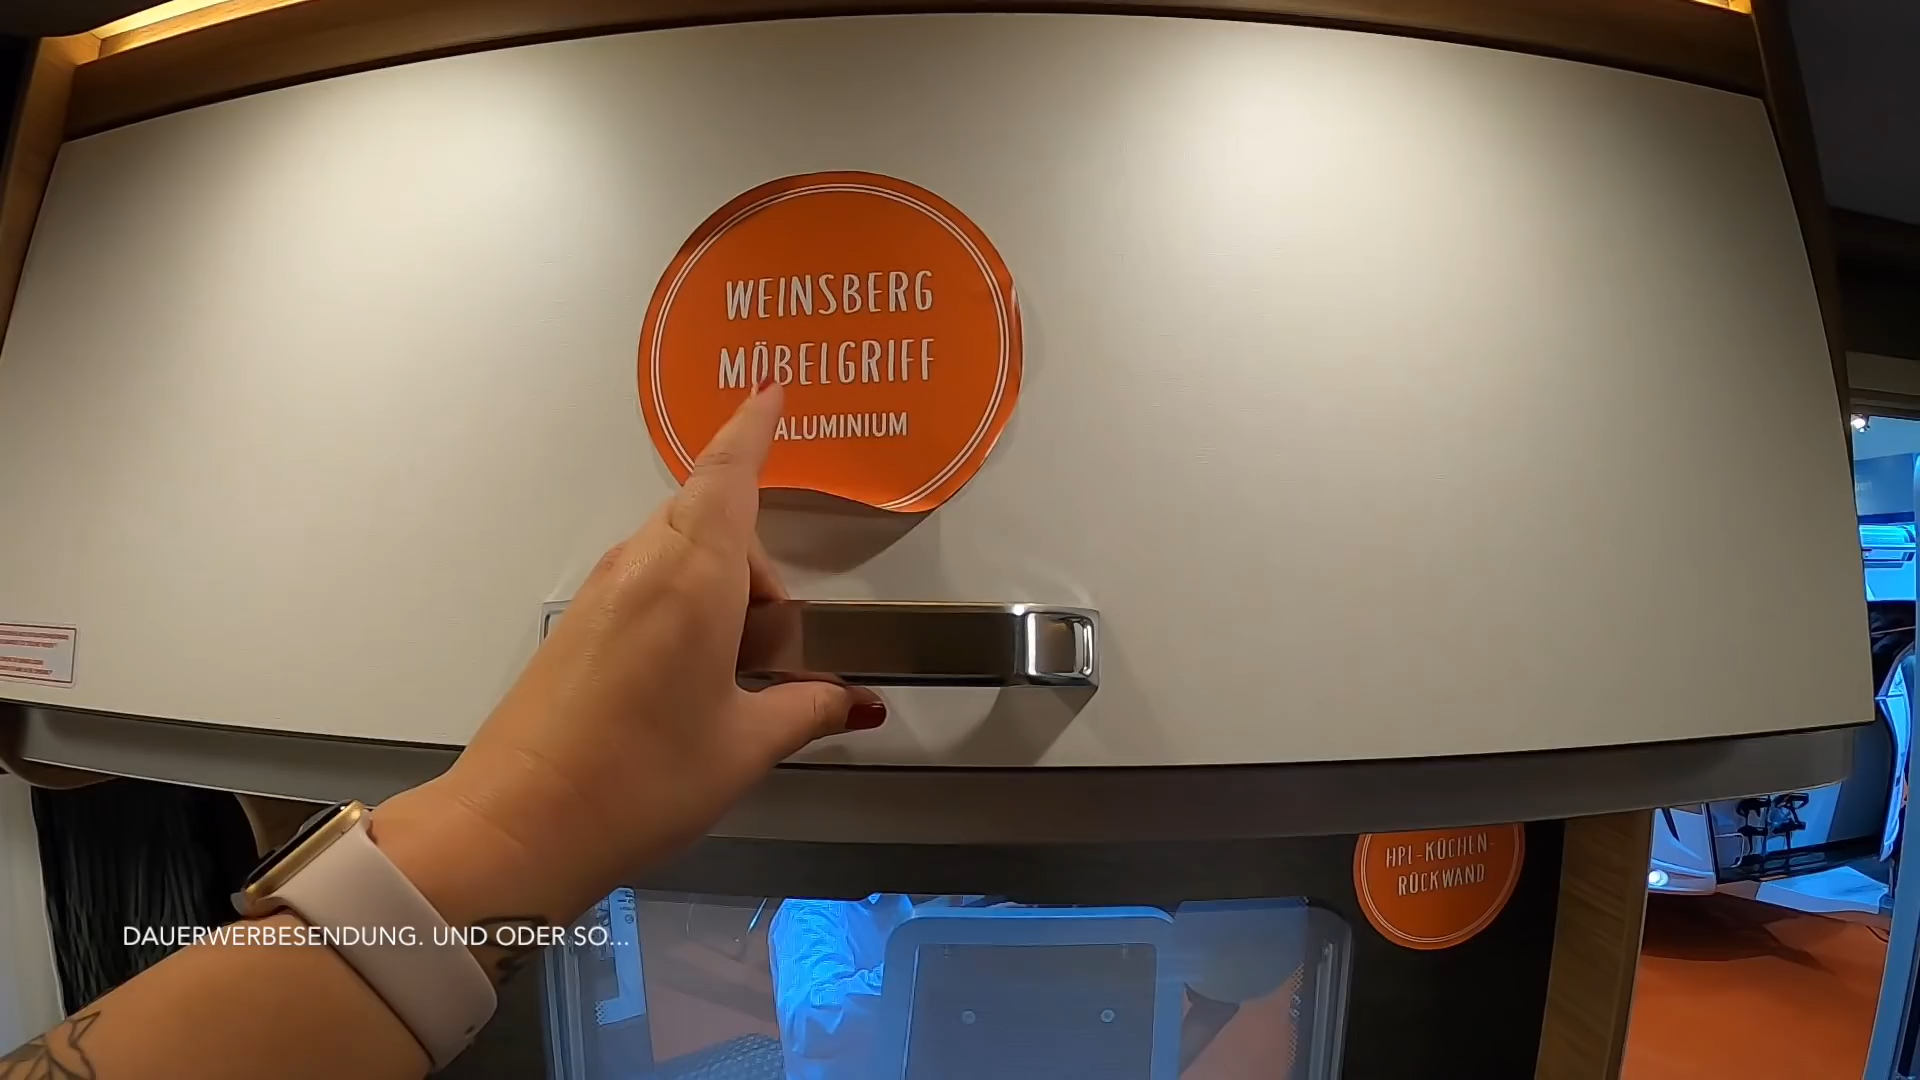 WEINSBERG
MÖBELGRIFF
ALUMINIUM
HPL-KÜCHEN-
RÜCKWAND
DAUERWERBESENDUNG. UND ODER SO...